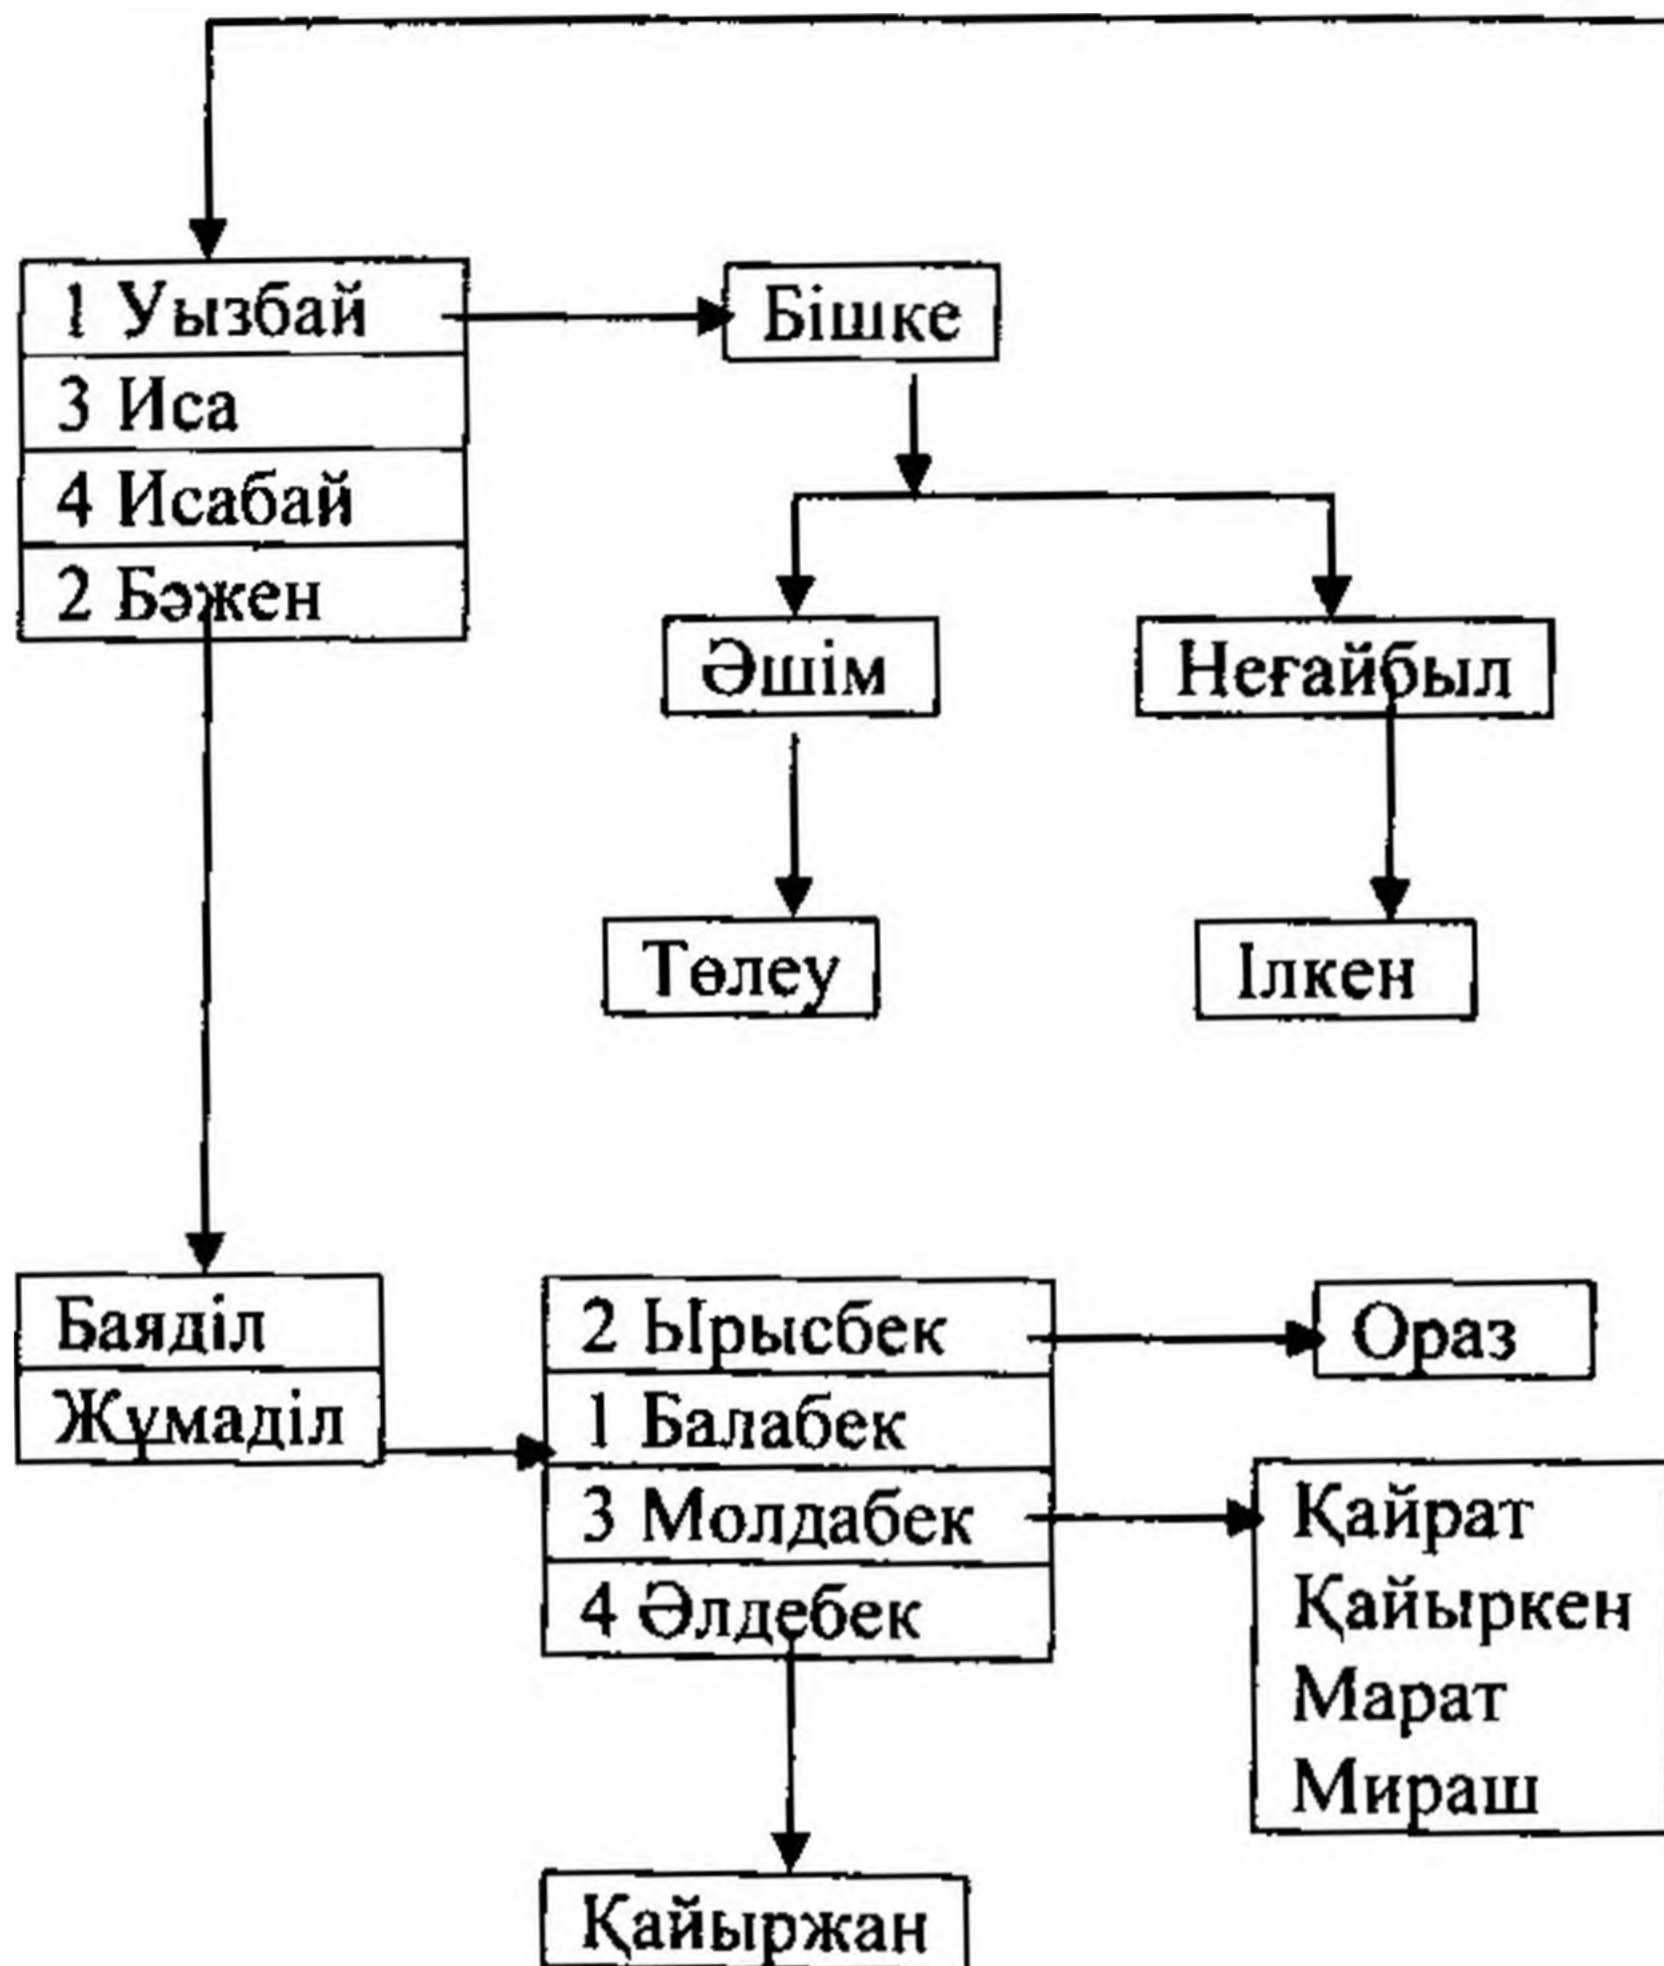 1 Уызбай
3 Иса
4 Исабай
2 Бәжен
Бішке
Әшім
Неғайбыл
Төлеу
Ілкен
Баяділ
Жұмаділ
2 Ырысбек
1 Балабек
3 Молдабек
4 Әлдебек
Ораз
Қайрат
Қайыркен
Марат
Мираш
Қайыржан